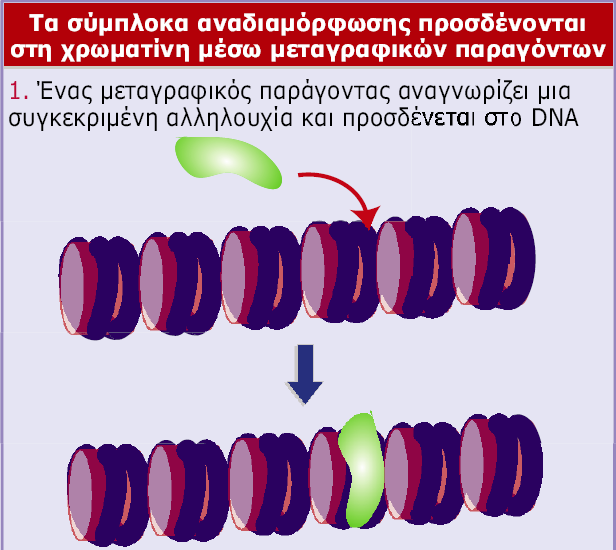 Τα σύμπλοκα αναδιαμόρφωσης προσδένονται
στη χρωματίνη μέσω μεταγραφικών παραγόντων
1. Ένας μεταγραφικός παράγοντας αναγνωρίζει μια
συγκεκριμένη αλληλουχία και προσδένεται στο DNA